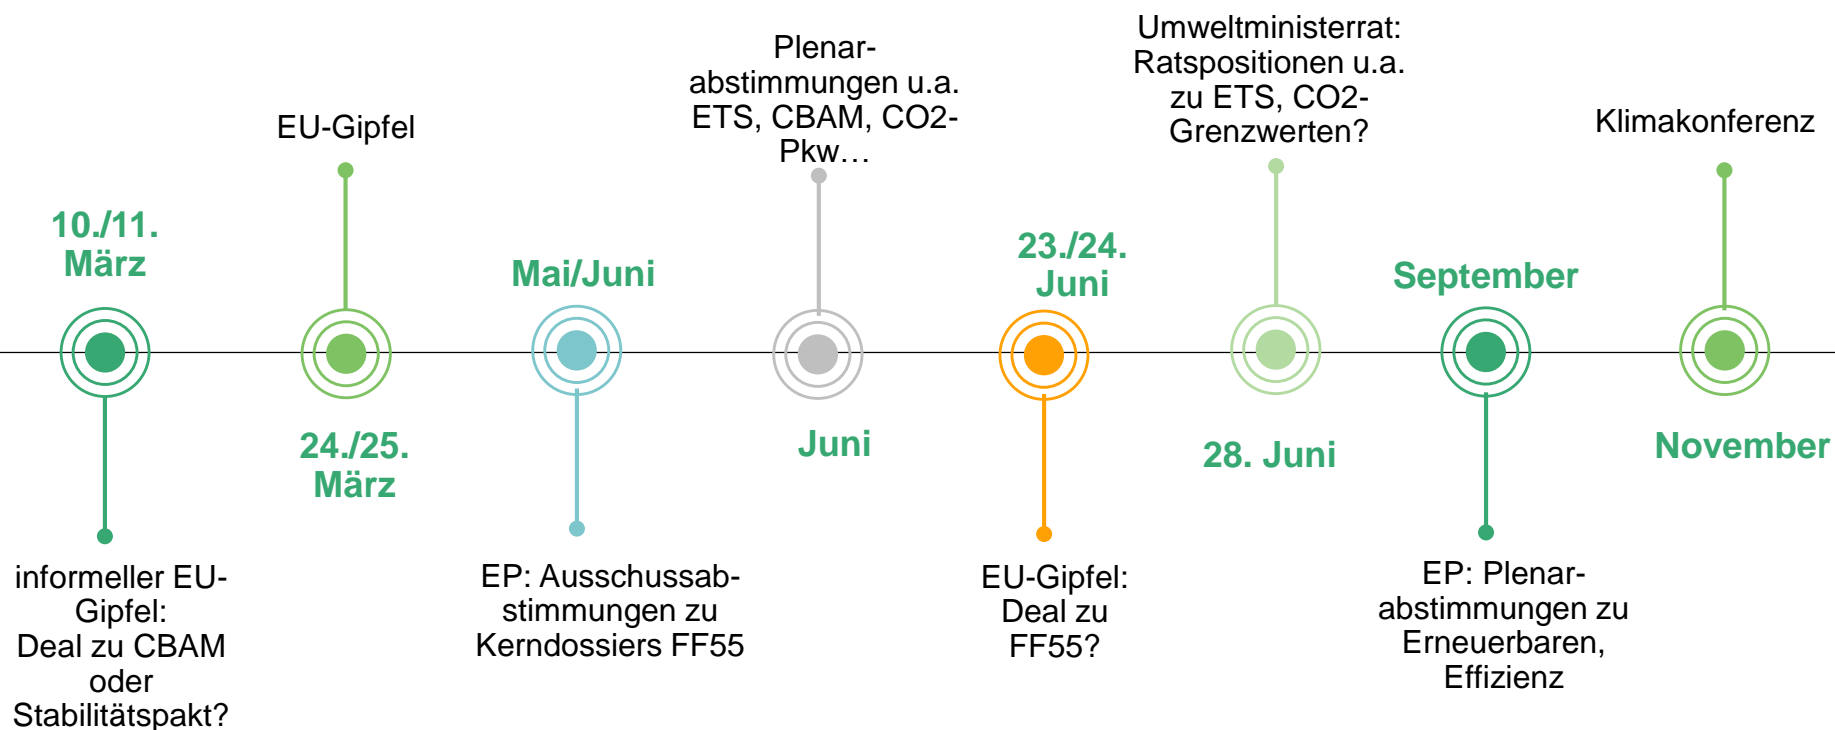 10./11.
März
informeller EU-
Gipfel:
Deal zu CBAM
oder
Stabilitätspakt?
EU-Gipfel
24./25.
März
Mai/Juni
EP: Ausschussab-
stimmungen zu
Kerndossiers FF55
Plenar-
abstimmungen u.a.
ETS, CBAM, CO2-
Pkw…
Juni
23./24.
Juni
EU-Gipfel:
Deal zu
FF55?
Umweltministerrat:
Ratspositionen u.a.
zu ETS, CO2-
Grenzwerten?
28. Juni
September
EP: Plenar-
abstimmungen zu
Erneuerbaren,
Effizienz
Klimakonferenz
November